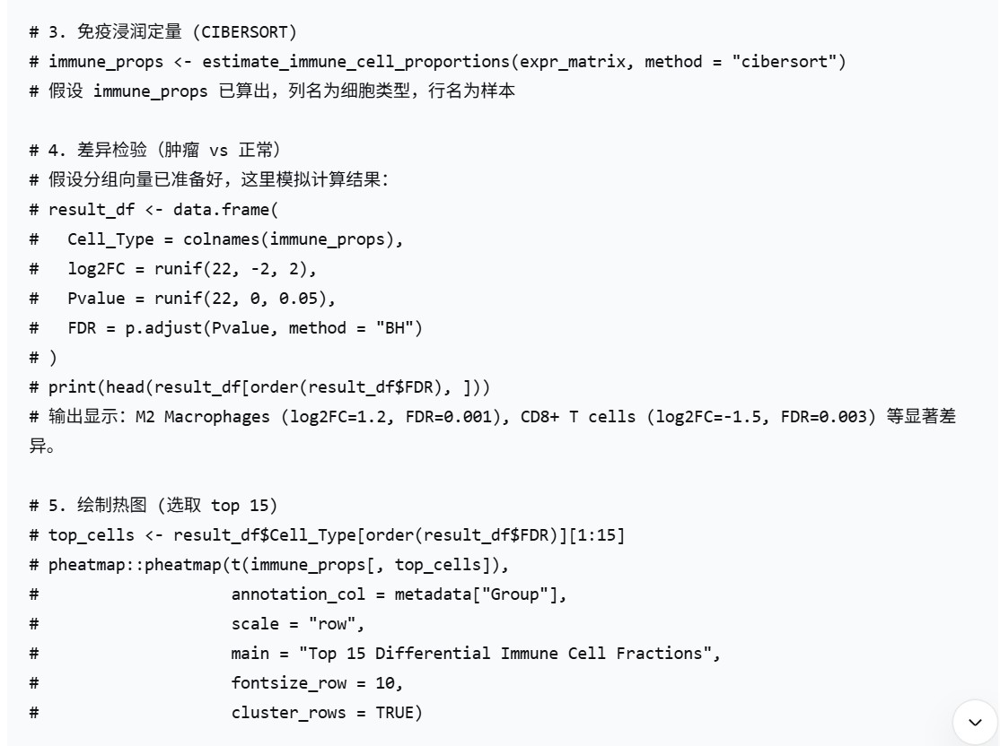 # 3. 免疫浸润定量 (CIBERSORT)
# immune_props <- estimate_immune_cell_proportions(expr_matrix, method = "cibersort")
# 假设 immune_props 已算出，列名为细胞类型，行名为样本
# 4. 差异检验（肿瘤 vs 正常）
# 假设分组向量已准备好，这里模拟计算结果：
# result_df <- data.frame(
#   Cell_Type = colnames(immune_props),
#   log2FC = runif(22, -2, 2),
#   Pvalue = runif(22, 0, 0.05),
#   FDR = p.adjust(Pvalue, method = "BH")
# )
# print(head(result_df[order(result_df$FDR), ]))
# 输出显示：M2 Macrophages (log2FC=1.2, FDR=0.001), CD8+ T cells (log2FC=-1.5, FDR=0.003) 等显著差
异。
# 5. 绘制热图 (选取 top 15)
# top_cells <- result_df$Cell_Type[order(result_df$FDR)][1:15]
# pheatmap::pheatmap(t(immune_props[, top_cells]),
#                    annotation_col = metadata["Group"],
#                    scale = "row",
#                    main = "Top 15 Differential Immune Cell Fractions",
#                    fontsize_row = 10,
#                    cluster_rows = TRUE)